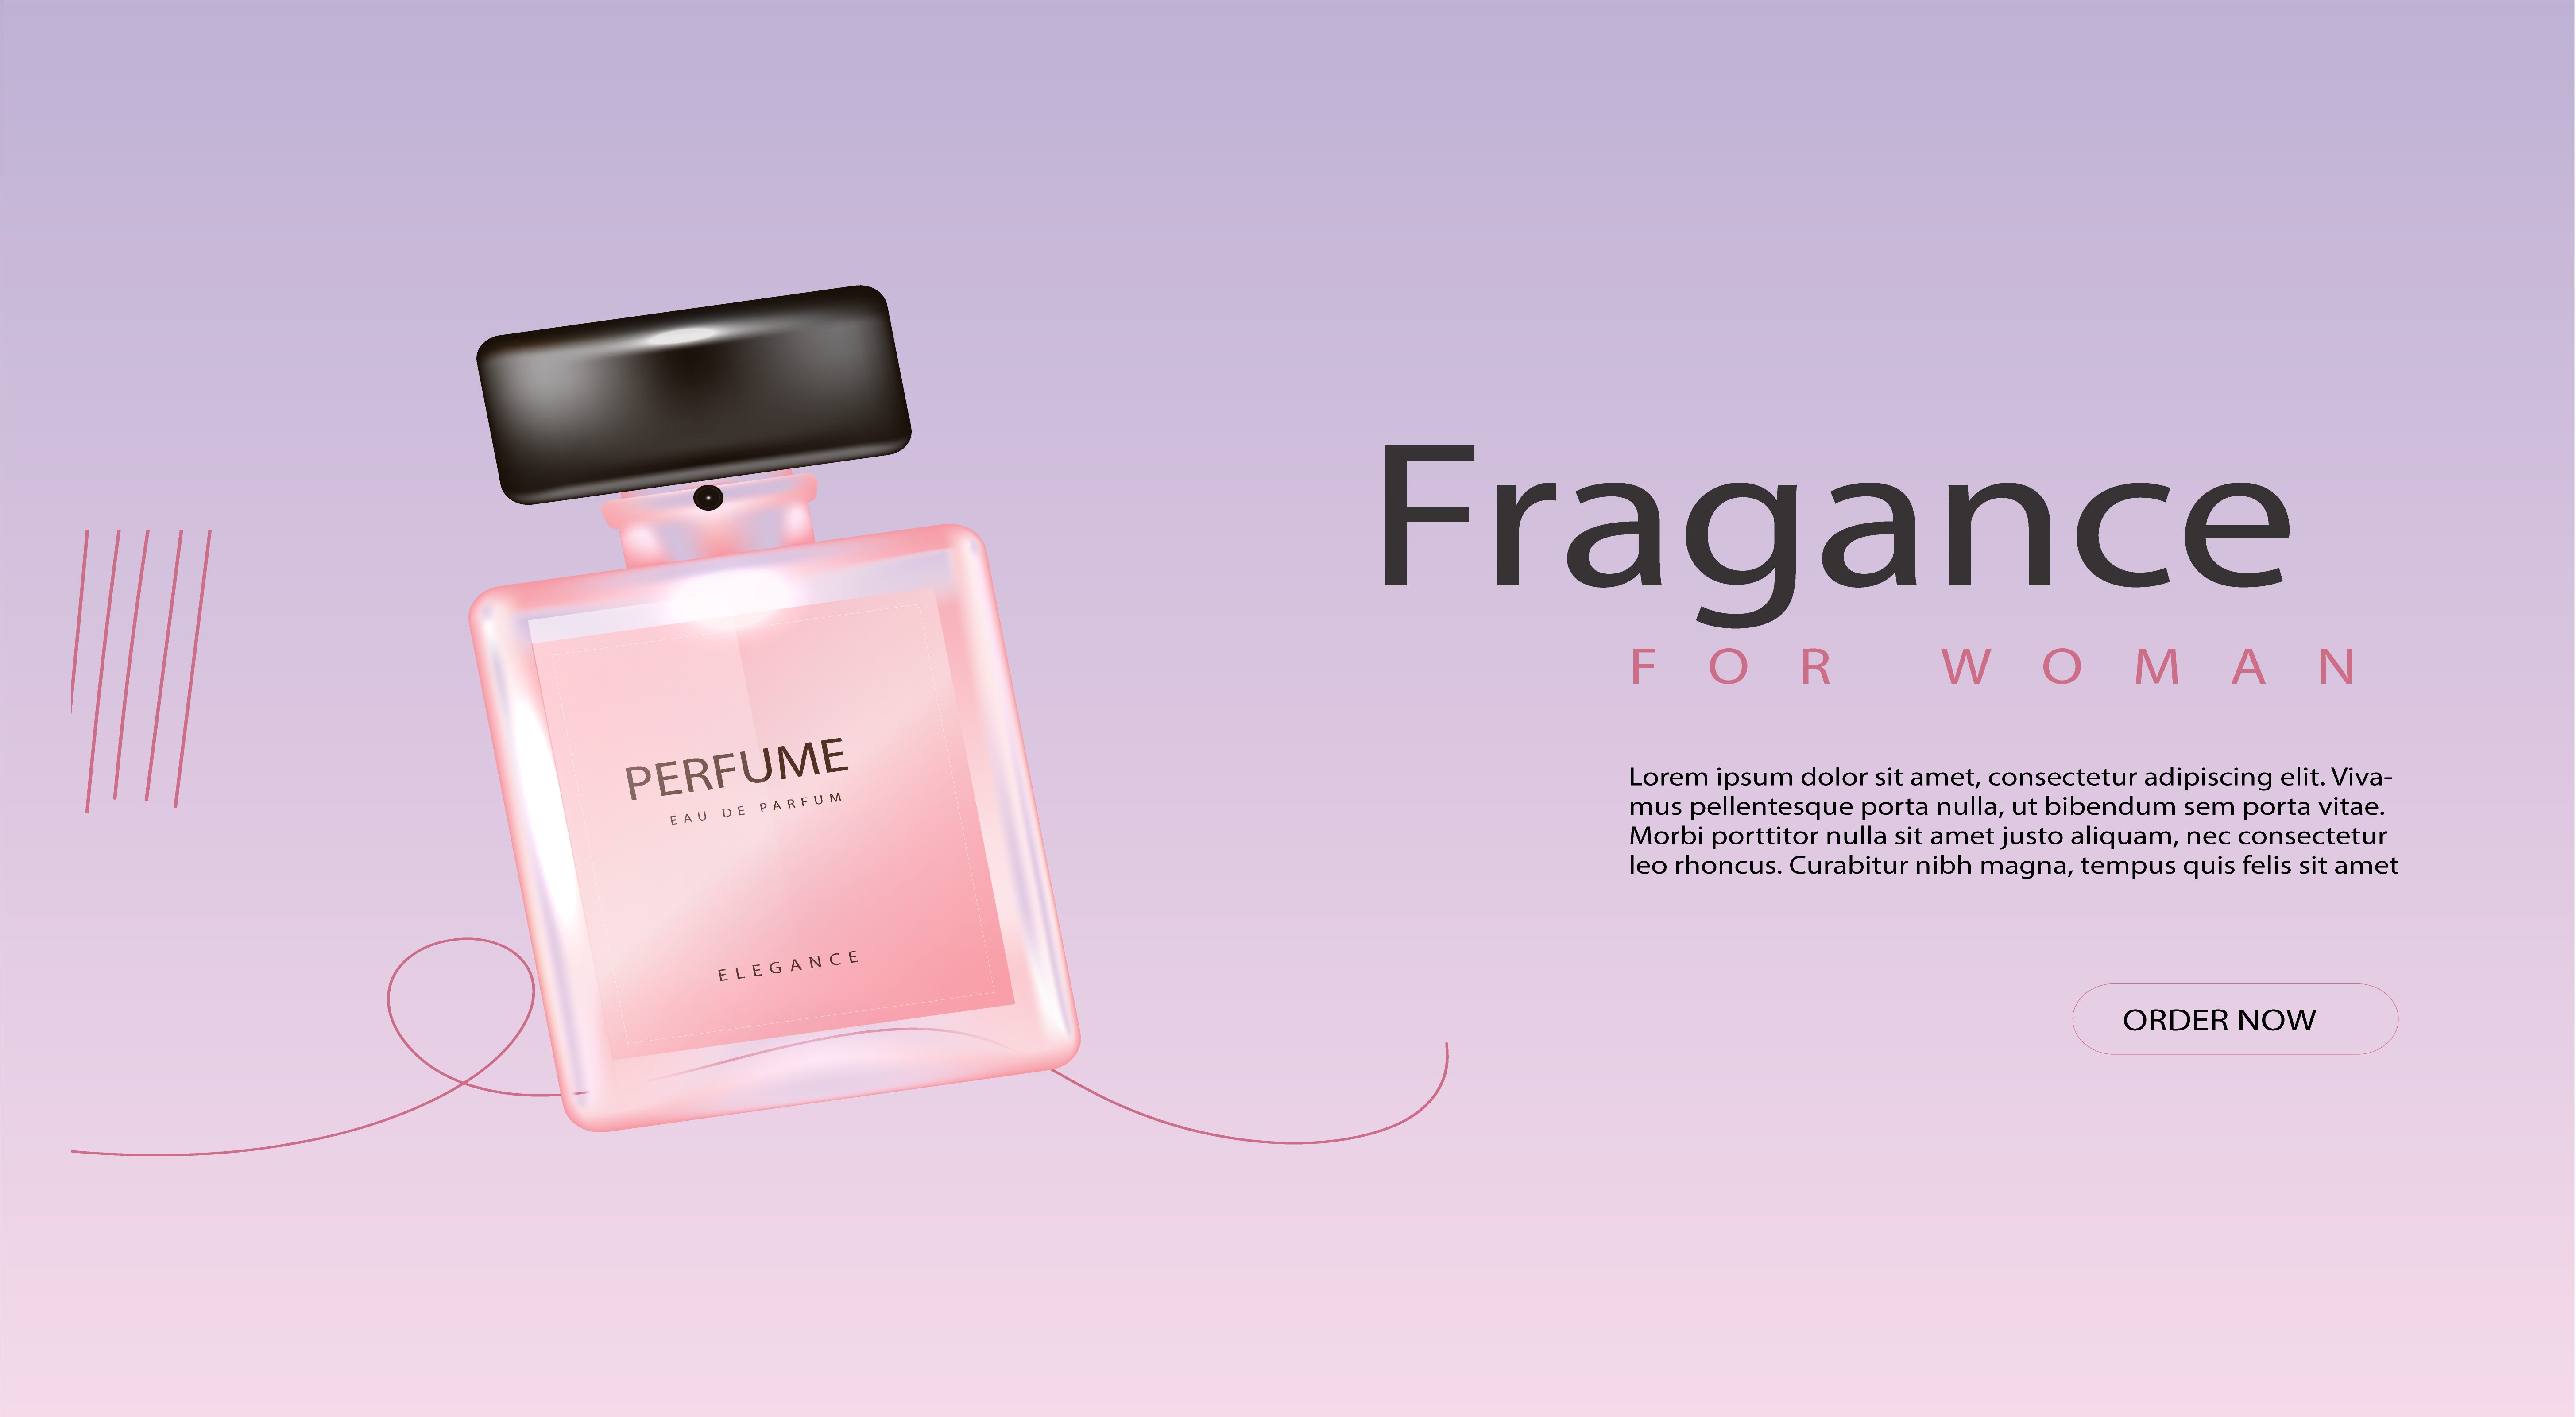 PERFUME
EAU DE PARFUM
ELEGANCE
Fragance
FOR WOMAN
Lorem ipsum dolor sit amet, consectetur adipiscing elit. Viva-
mus pellentesque porta nulla, ut bibendum sem porta vitae.
Morbi porttitor nulla sit amet justo aliquam, nec consectetur
leo rhoncus. Curabitur nibh magna, tempus quis felis sit amet
ORDER NOW